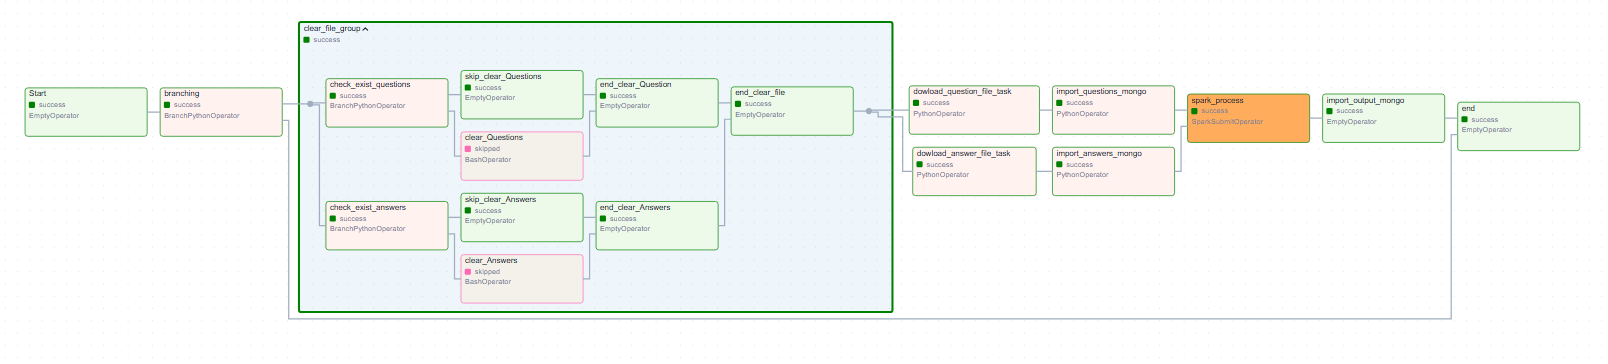 Start
success
EmptyOperator
branching
success
BranchPythonOperator
clear_file_group
success
check_exist_questions
success
BranchPythonOperator
skip_clear_Questions
success
EmptyOperator
clear_Questions
skipped
BashOperator
end_clear_Question
success
EmptyOperator
check_exist_answers
success
BranchPythonOperator
skip_clear_Answers
success
EmptyOperator
clear_Answers
skipped
BashOperator
end_clear_Answers
success
EmptyOperator
end_clear_file
success
EmptyOperator
dowload_question_file_task
success
PythonOperator
import_questions_mongo
success
PythonOperator
dowload_answer_file_task
success
PythonOperator
import_answers_mongo
success
PythonOperator
spark_process
success
SparkSubmitOperator
import_output_mongo
success
EmptyOperator
end
success
EmptyOperator